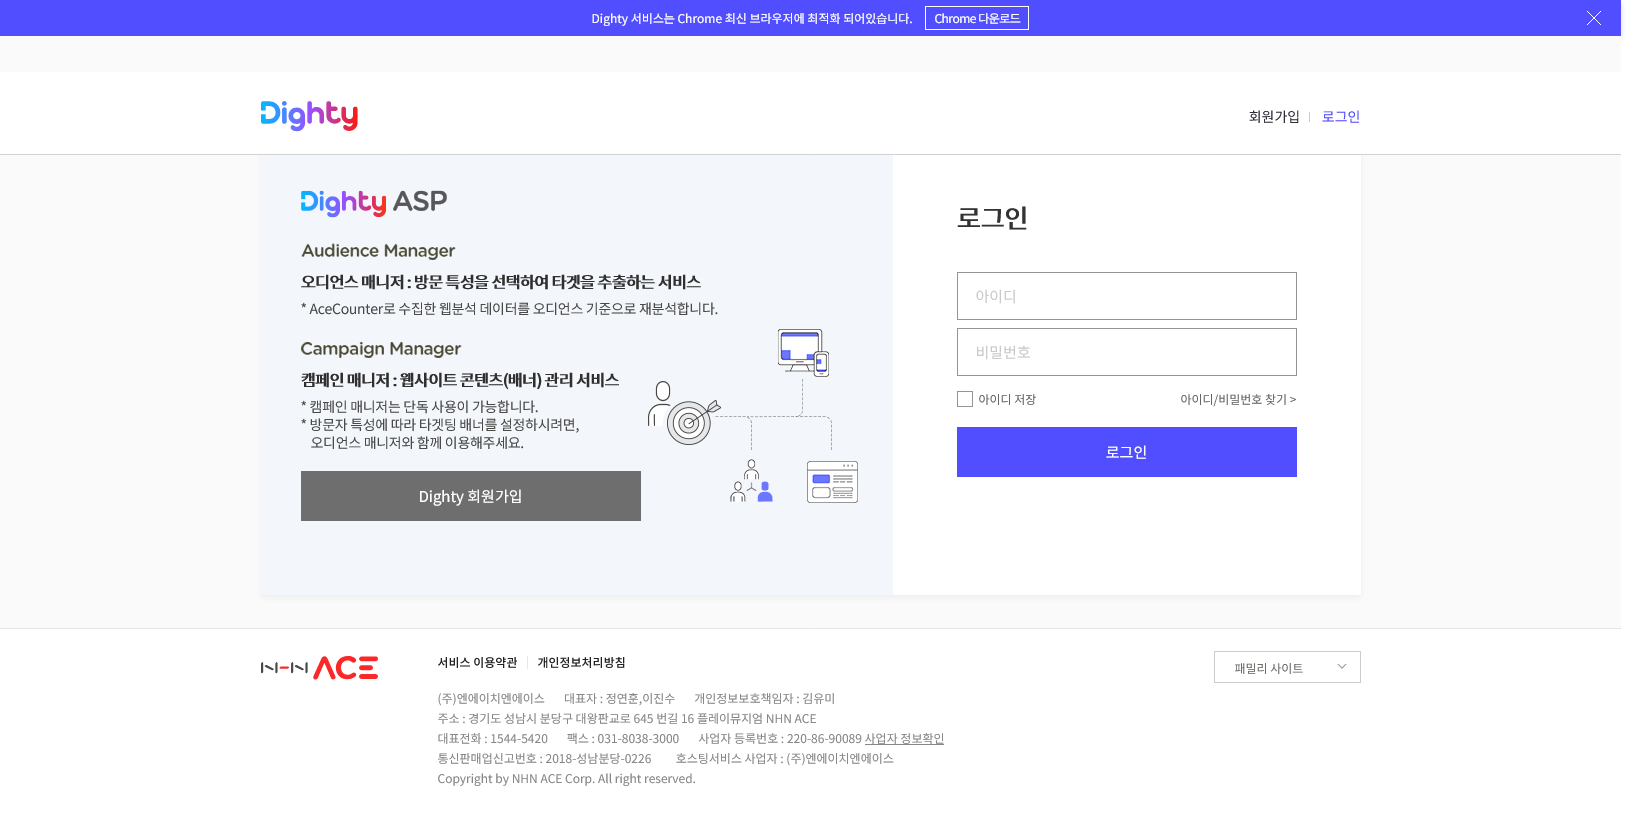 Dighty 서비스는 Chrome 최신 브라우저에 최적화 되어있습니다. Chrome 다운로드
Dighty
회원가입 로그인
Dighty ASP
Audience Manager
오디언스 매니저 : 방문 특성을 선택하여 타겟을 추출하는 서비스
* AceCounter로 수집한 웹분석 데이터를 오디언스 기준으로 재분석합니다.
Campaign Manager
캠페인 매니저 : 웹사이트 콘텐츠(배너) 관리 서비스
* 캠페인 매니저는 단독 사용이 가능합니다.
* 방문자 특성에 따라 타겟팅 배너를 설정하시려면,
오디언스 매니저와 함께 이용해주세요.
Dighty 회원가입
로그인
아이디
비밀번호
아이디 저장 아이디/비밀번호 찾기 >
로그인
NHN ACE
서비스 이용약관 개인정보처리방침
패밀리 사이트
(주)엔에이치엔에이스 대표자 : 정연훈,이진수 개인정보보호책임자 : 김유미
주소 : 경기도 성남시 분당구 대왕판교로 645 번길 16 플레이뮤지엄 NHN ACE
대표전화 : 1544-5420 팩스 : 031-8038-3000 사업자 등록번호 : 220-86-90089 사업자 정보확인
통신판매업신고번호 : 2018-성남분당-0226 호스팅서비스 사업자 : (주)엔에이치엔에이스
Copyright by NHN ACE Corp. All right reserved.